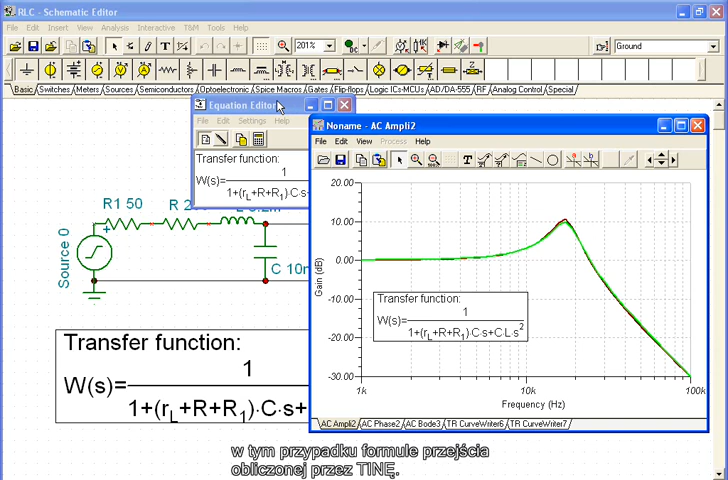 RLC - Schematic Editor
File Edit Insert View Analysis Interactive T&M Tools Help
201% DC Ground
Basic Switches Meters Sources Semiconductors Optoelectronic Spice Macros Gates Flip-flops Logic ICs-MCUs AD/DA-555 RF Analog Control Special
Equation Editor
File Edit Settings Help
Transfer function:
1
W(s)=
1+(rL+R+R1)·C·s+
Noname - AC Ampli2
File Edit View Process Help
20.00
10.00
0.00
-10.00
-20.00
-30.00
Gain (dB)
1k 10k 100k
Frequency (Hz)
Transfer function:
1
W(s)=
1+(rL+R+R1)·C·s+C·L·s2
AC Ampli2 AC Phase2 AC Bode3 TR CurveWriter6 TR CurveWriter7
R1 50
Source 0
C 10n
Transfer function:
1
W(s)=
1+(rL+R+R1)·C·s+
w tym przypadku formule przejścia
obliczonej przez TINĘ.